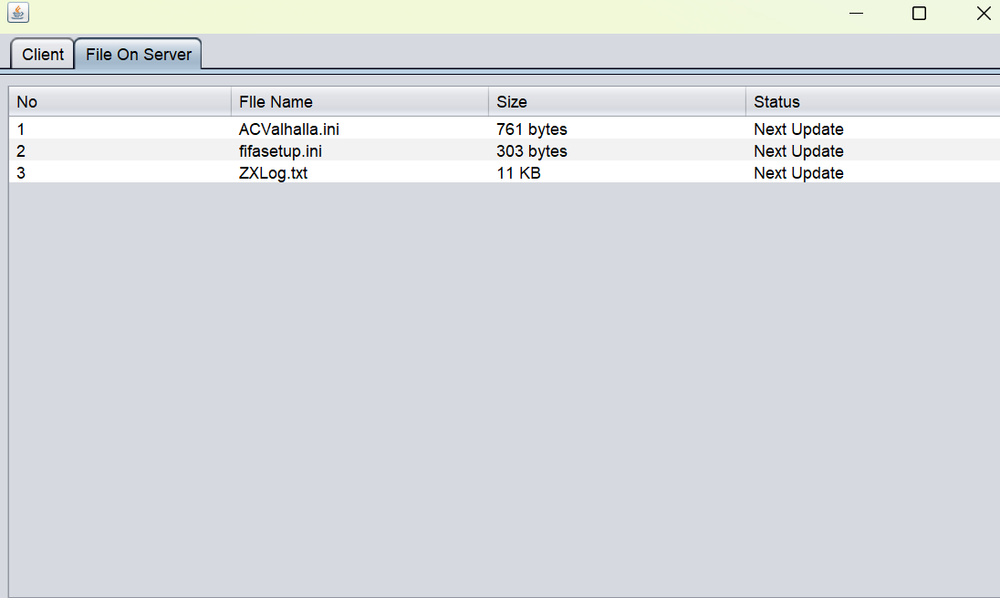 Client File On Server
No FIle Name Size Status
1 ACValhalla.ini 761 bytes Next Update
2 fifasetup.ini 303 bytes Next Update
3 ZXLog.txt 11 KB Next Update